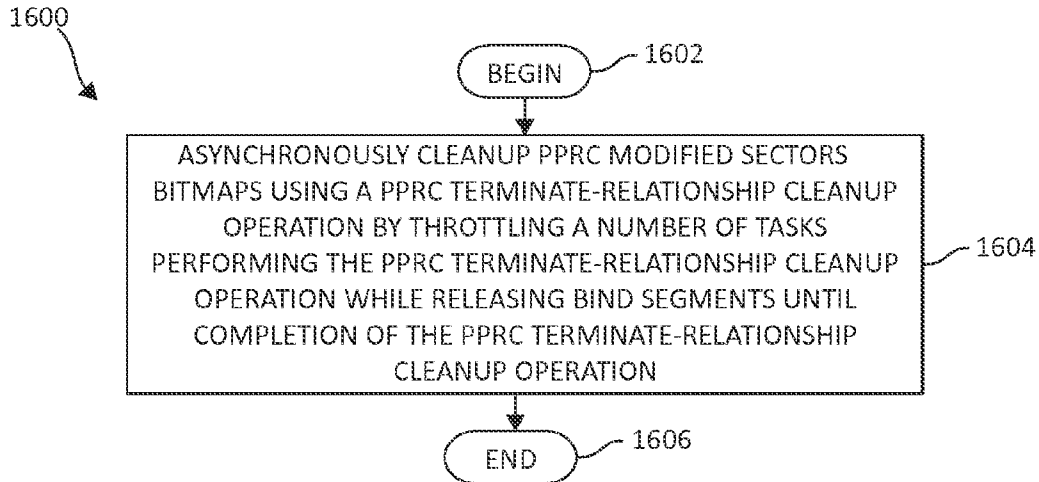 1600
BEGIN
1602
ASYNCHRONOUSLY CLEANUP PPRC MODIFIED SECTORS
BITMAPS USING A PPRC TERMINATE-RELATIONSHIP CLEANUP
OPERATION BY THROTTLING A NUMBER OF TASKS
PERFORMING THE PPRC TERMINATE-RELATIONSHIP CLEANUP
OPERATION WHILE RELEASING BIND SEGMENTS UNTIL
COMPLETION OF THE PPRC TERMINATE-RELATIONSHIP
CLEANUP OPERATION
1604
END
1606